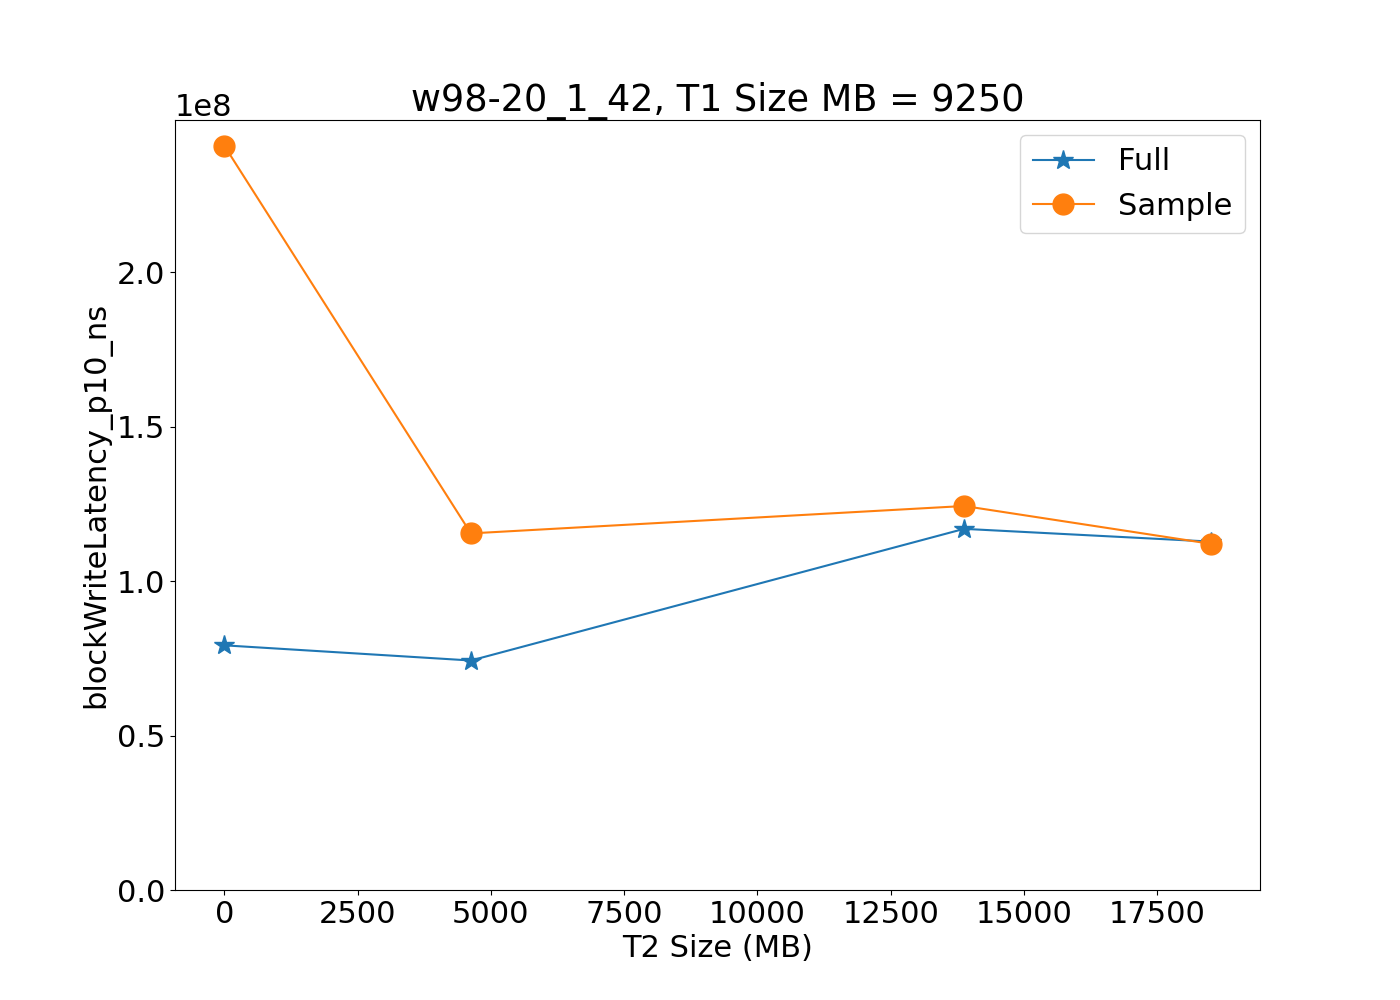 w98-20_1_42, T1 Size MB = 9250
1e8
Full
Sample
2.0
1.5
1.0
0.5
0.0
blockWriteLatency_p10_ns
0 2500 5000 7500 10000 12500 15000 17500
T2 Size (MB)